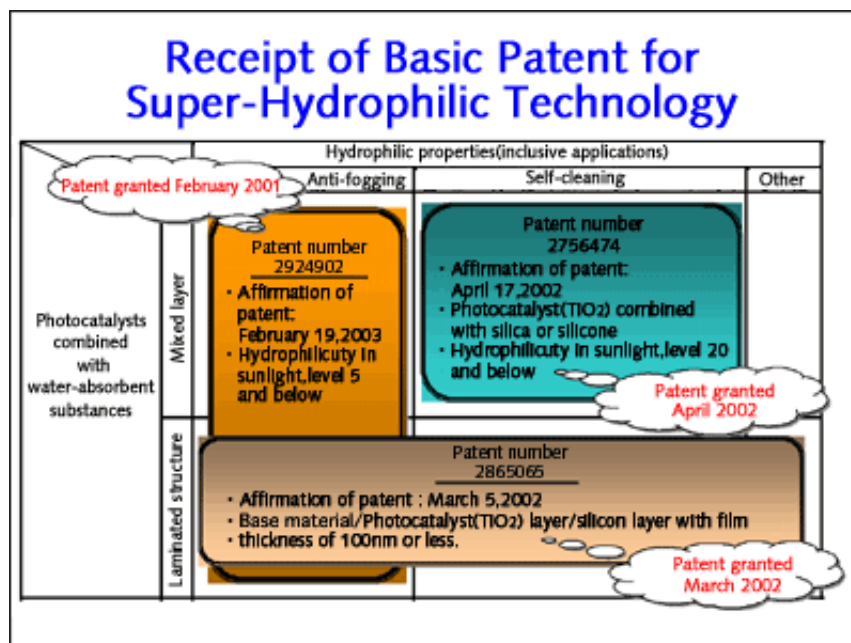 Receipt of Basic Patent for
Super-Hydrophilic Technology
Hydrophilic properties(inclusive applications)
Patent granted February 2001
Anti-fogging
Self-cleaning
Other
Photocatalysts
combined
with
water-absorbent
substances
Mixed layer
Patent number
2924902
• Affirmation of
patent:
February 19,2003
• Hydrophilicuty in
sunlight,level 5
and below
Patent number
2756474
• Affirmation of patent:
April 17,2002
• Photocatalyst(TiO2) combined
with silica or silicone
• Hydrophilicuty in sunlight,level 20
and below
Patent granted
April 2002
Laminated structure
Patent number
2865065
• Affirmation of patent : March 5,2002
• Base material/Photocatalyst(TiO2) layer/silicon layer with film
• thickness of 100nm or less.
Patent granted
March 2002